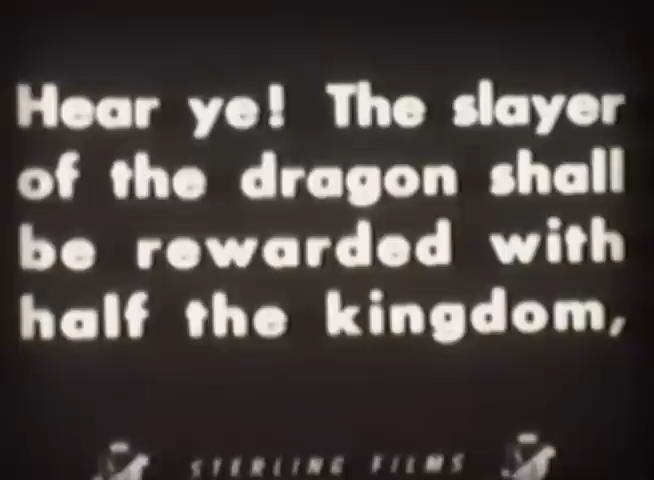 Hear ye! The slayer
of the dragon shall
be rewarded with
half the kingdom,
STERLING FILMS